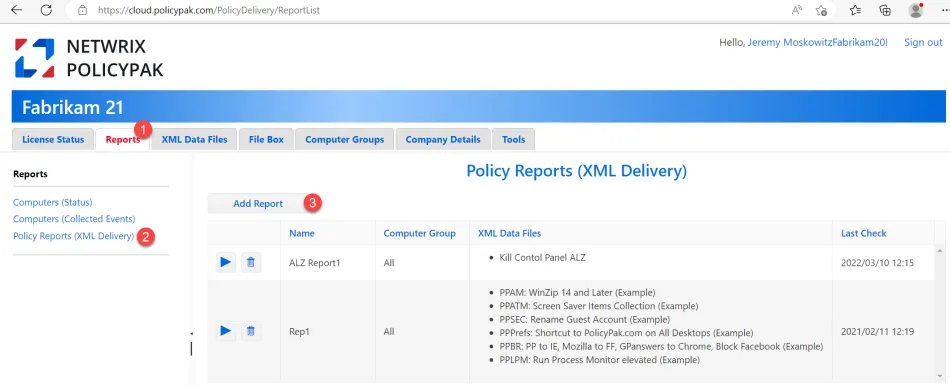 https://cloud.policypak.com/PolicyDelivery/ReportList
NETWRIX
POLICYPAK
Hello, Jeremy MoskowitzFabrikam20! Sign out
Fabrikam 21
1
License Status Reports XML Data Files File Box Computer Groups Company Details Tools
Reports
Computers (Status)
Computers (Collected Events)
Policy Reports (XML Delivery) 2
Policy Reports (XML Delivery)
Add Report 3
Name Computer Group XML Data Files Last Check
ALZ Report1 All • Kill Contol Panel ALZ 2022/03/10 12:15
• PPAM: WinZip 14 and Later (Example)
• PPATM: Screen Saver Items Collection (Example)
• PPSEC: Rename Guest Account (Example)
Rep1 All • PPPrefs: Shortcut to PolicyPak.com on All Desktops (Example) 2021/02/11 12:19
• PPBR: PP to IE, Mozilla to FF, GPanswers to Chrome, Block Facebook (Example)
• PPLPM: Run Process Monitor elevated (Example)